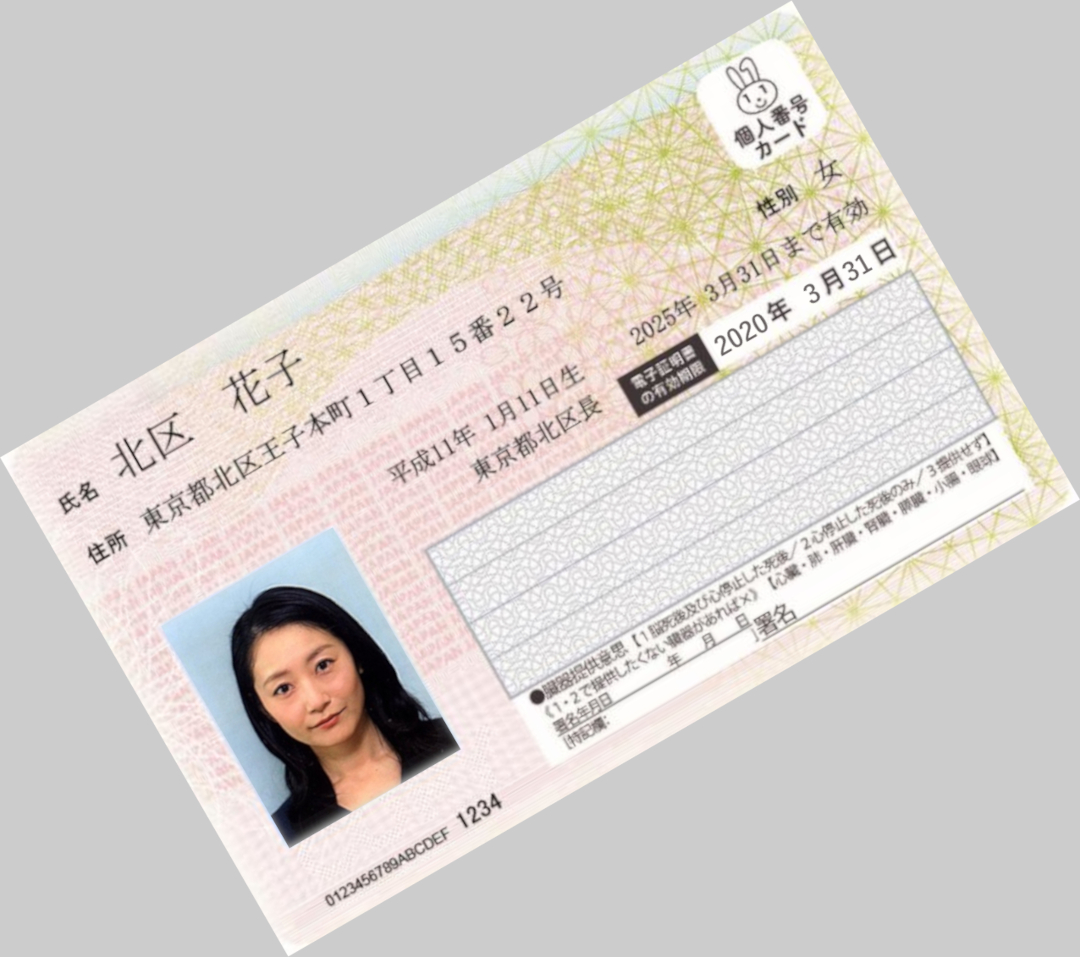 個人番号
カード
氏名 北区 花子
住所 東京都北区王子本町1丁目15番22号
性別 女
平成11年 1月11日生
2025年 3月31日まで有効
東京都北区長
電子証明書
の有効期限
2020年 3月31日
●臓器提供意思【1脳死後及び心停止した死後/2心停止した死後のみ/3提供せず】
《1・2で提供したくない臓器があれば×》【心臓・肺・肝臓・腎臓・膵臓・小腸・眼球】
署名年月日 年 月 日 署名
[特記欄: ]
0123456789ABCDEF 1234